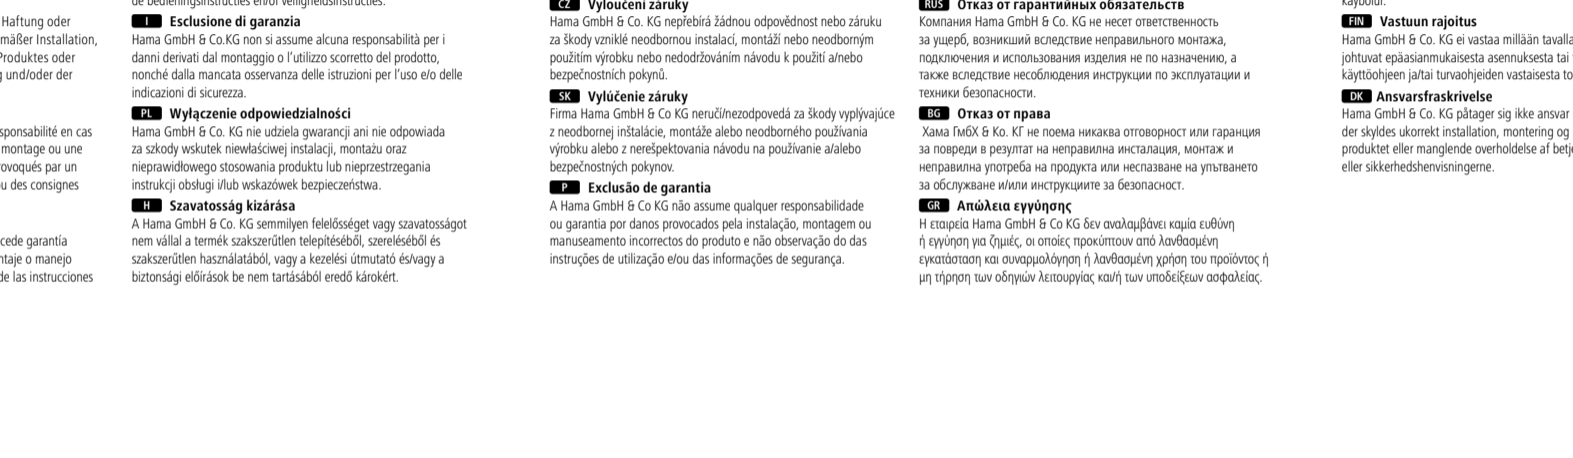 Haftung oder
mäßer Installation,
Produktes oder
g und/oder der
sponsabilité en cas
montage ou une
rovoqués par un
u des consignes
cede garantía
ntaje o manejo
de las instrucciones
de bedieningsinstructies en/of veiligheidsinstructies.
I Esclusione di garanzia
Hama GmbH & Co.KG non si assume alcuna responsabilità per i
danni derivati dal montaggio o l'utilizzo scorretto del prodotto,
nonché dalla mancata osservanza delle istruzioni per l'uso e/o delle
indicazioni di sicurezza.
PL Wyłączenie odpowiedzialności
Hama GmbH & Co. KG nie udziela gwarancji ani nie odpowiada
za szkody wskutek niewłaściwej instalacji, montażu oraz
nieprawidłowego stosowania produktu lub nieprzestrzegania
instrukcji obsługi i/lub wskazówek bezpieczeństwa.
H Szavatosság kizárása
A Hama GmbH & Co. KG semmilyen felelősséget vagy szavatosságot
nem vállal a termék szakszerűtlen telepítéséből, szereléséből és
szakszerűtlen használatából, vagy a kezelési útmutató és/vagy a
biztonsági előírások be nem tartásából eredő károkért.
CZ Vyloučení záruky
Hama GmbH & Co. KG nepřebírá žádnou odpovědnost nebo záruku
za škody vzniklé neodbornou instalací, montáží nebo neodborným
použitím výrobku nebo nedodržováním návodu k použití a/nebo
bezpečnostních pokynů.
SK Vylúčenie záruky
Firma Hama GmbH & Co KG neručí/nezodpovedá za škody vyplývajúce
z neodbornej inštalácie, montáže alebo neodborného používania
výrobku alebo z nerešpektovania návodu na používanie a/alebo
bezpečnostných pokynov.
P Exclusão de garantia
A Hama GmbH & Co KG não assume qualquer responsabilidade
ou garantia por danos provocados pela instalação, montagem ou
manuseamento incorrectos do produto e não observação do das
instruções de utilização e/ou das informações de segurança.
RUS Отказ от гарантийных обязательств
Компания Hama GmbH & Co. KG не несет ответственность
за ущерб, возникший вследствие неправильного монтажа,
подключения и использования изделия не по назначению, а
также вследствие несоблюдения инструкции по эксплуатации и
техники безопасности.
BG Отказ от права
Хама ГмбХ & Ко. КГ не поема никаква отговорност или гаранция
за повреди в резултат на неправилна инсталация, монтаж и
неправилна употреба на продукта или неспазване на упътването
за обслужване и/или инструкциите за безопасност.
GR Απώλεια εγγύησης
Η εταιρεία Hama GmbH & Co KG δεν αναλαμβάνει καμία ευθύνη
ή εγγύηση για ζημιές, οι οποίες προκύπτουν από λανθασμένη
εγκατάσταση και συναρμολόγηση ή λανθασμένη χρήση του προϊόντος ή
μη τήρηση των οδηγιών λειτουργίας και/ή των υποδείξεων ασφαλείας.
kaybolur.
FIN Vastuun rajoitus
Hama GmbH & Co. KG ei vastaa millään tavalla
johtuvat epäasianmukaisesta asennuksesta tai
käyttöohjeen ja/tai turvaohjeiden vastaisesta to
DK Ansvarsfraskrivelse
Hama GmbH & Co. KG påtager sig ikke ansvar
der skyldes ukorrekt installation, montering og
produktet eller manglende overholdelse af betje
eller sikkerhedshenvisningerne.